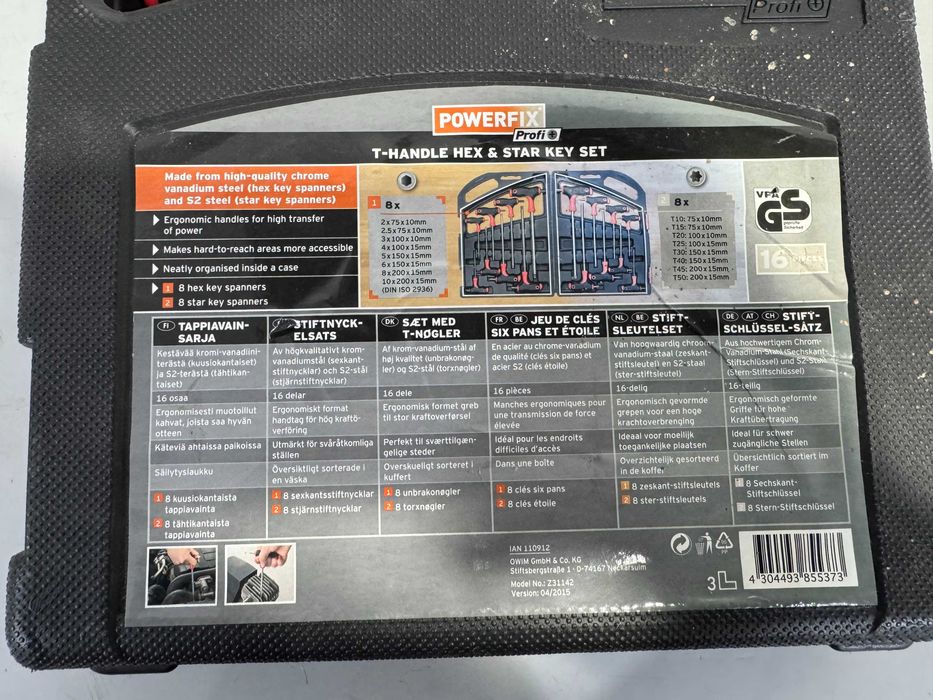 Profi +
POWERFIX
Profi +
T-HANDLE HEX & STAR KEY SET
Made from high-quality chrome
vanadium steel (hex key spanners)
and S2 steel (star key spanners)
Ergonomic handles for high transfer
of power
Makes hard-to-reach areas more accessible
Neatly organised inside a case
1 8 hex key spanners
2 8 star key spanners
1 8x
2 x 75 x 10mm
2.5 x 75 x 10mm
3 x 100 x 10mm
4 x 100 x 15mm
5 x 150 x 15mm
6 x 150 x 15mm
8 x 200 x 15mm
10 x 200 x 15mm
(DIN ISO 2936)
2 8x
T10: 75 x 10mm
T15: 75 x 10mm
T20: 100 x 10mm
T25: 100 x 15mm
T30: 150 x 15mm
T40: 150 x 15mm
T45: 200 x 15mm
T50: 200 x 15mm
VPA
GS
geprüfte
Sicherheit
16 PIECES
FI TAPPIAVAIN-
SARJA
Kestävää kromi-vanadiini-
terästä (kuusiokantaiset)
ja S2-terästä (tähtikan-
taiset)
16 osaa
Ergonomisesti muotoillut
kahvat, joista saa hyvän
otteen
Käteviä ahtaissa paikoissa
Säilytyslaukku
1 8 kuusiokantaista
tappiavainta
2 8 tähtikantaista
tappiavainta
STIFTNYCK-
ELSATS
Av högkvalitativt krom-
vanadiumstål (sexkant-
stiftnycklar) och S2-stål
(stjärnstiftnycklar)
16 delar
Ergonomiskt format
handtag för hög kraft-
överföring
Utmärkt för svåråtkomliga
ställen
Översiktligt sorterade i
en väska
1 8 sexkantsstiftnycklar
2 8 stjärnstiftnycklar
DK SÆT MED
T-NØGLER
Af krom-vanadium-stål af
høj kvalitet (unbrakonøg-
ler) og S2-stål (torxnøgler)
16 dele
Ergonomisk formet greb
til stor kraftoverførsel
Perfekt til sværttilgæn-
gelige steder
Overskueligt sorteret i
kuffert
1 8 unbrakonøgler
2 8 torxnøgler
FR BE JEU DE CLÉS
SIX PANS ET ÉTOILE
En acier au chrome-vanadium
de qualité (clés six pans) et
acier S2 (clés étoile)
16 pièces
Manches ergonomiques pour
une transmission de force
élevée
Idéal pour les endroits
difficiles d'accès
Dans une boîte
1 8 clés six pans
2 8 clés étoile
NL BE STIFT-
SLEUTELSET
Van hoogwaardig chroom-
vanadium-staal (zeskant-
stiftsleutels) en S2-staal
(ster-stiftsleutel)
16-delig
Ergonomisch gevormde
grepen voor een hoge
krachtoverbrenging
Ideaal voor moeilijk
toegankelijke plaatsen
Overzichtelijk gesorteerd
in de koffer
1 8 zeskant-stiftsleutels
2 8 ster-stiftsleutels
DE AT CH STIFT-
SCHLÜSSEL-SATZ
Aus hochwertigem Chrom-
Vanadium-Stahl (Sechskant-
Stiftschlüssel) und S2-Stahl
(Stern-Stiftschlüssel)
16-teilig
Ergonomisch geformte
Griffe für hohe
Kraftübertragung
Ideal für schwer
zugängliche Stellen
Übersichtlich sortiert im
Koffer
8 Sechskant-
Stiftschlüssel
8 Stern-Stiftschlüssel
IAN 110912
OWIM GmbH & Co. KG
Stiftsbergstraße 1 · D-74167 Neckarsulm
Model No.: Z31142
Version: 04/2015
PP
3
4 304493 855373